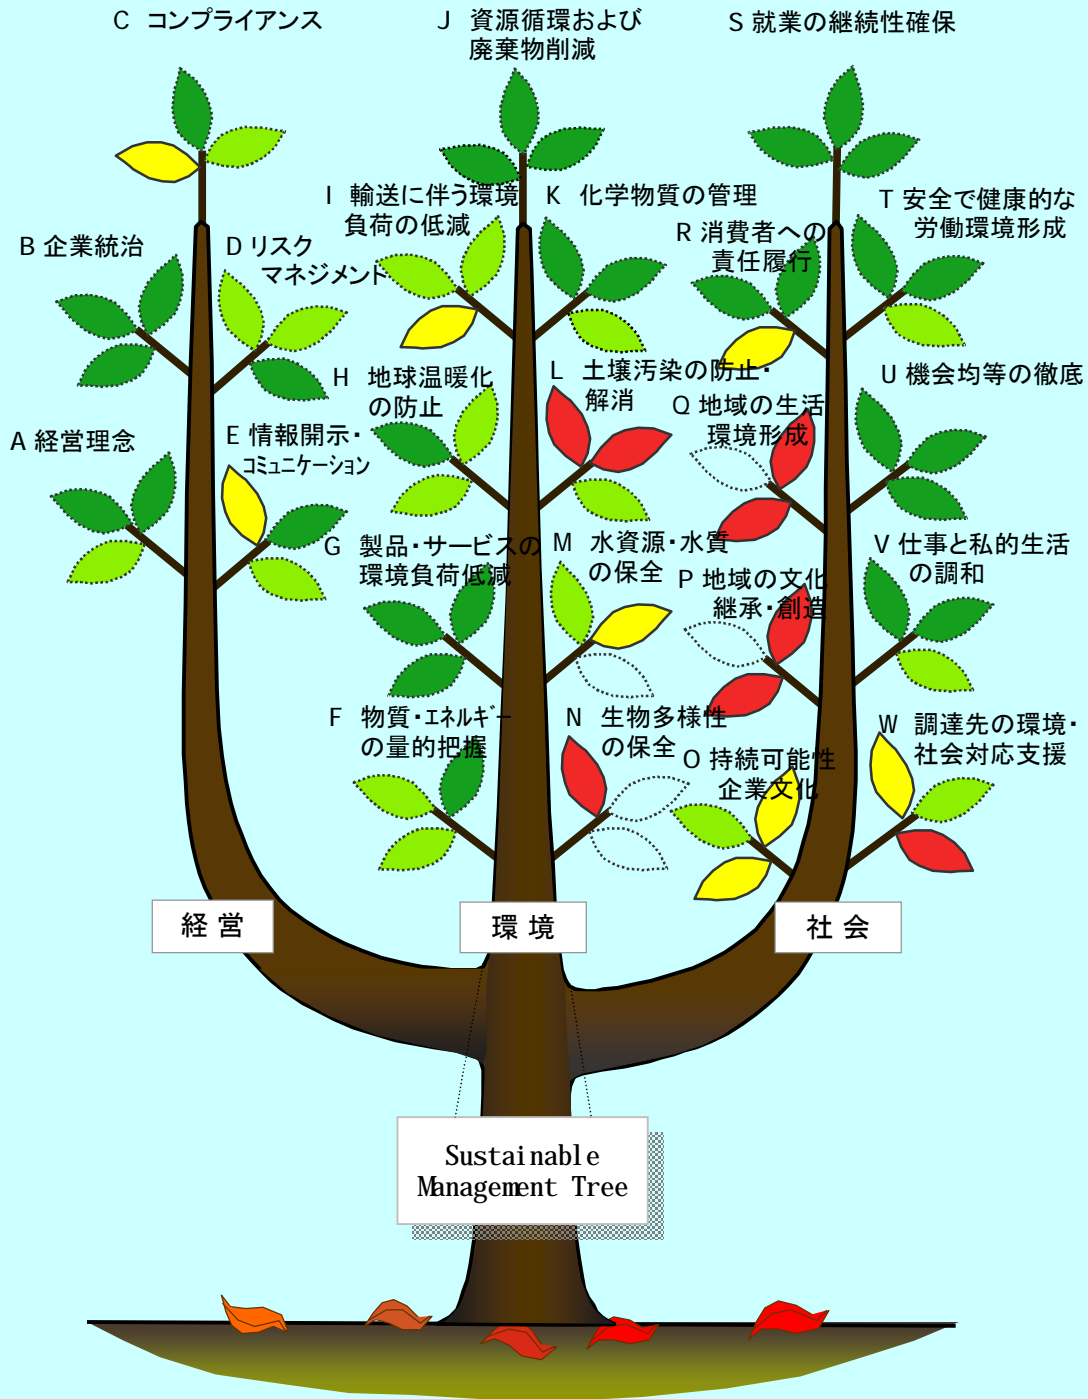 C コンプライアンス
J 資源循環および
廃棄物削減
S 就業の継続性確保
B 企業統治
D リスク
マネジメント
I 輸送に伴う環境
負荷の低減
K 化学物質の管理
R 消費者への
責任履行
T 安全で健康的な
労働環境形成
A 経営理念
E 情報開示・
コミュニケーション
H 地球温暖化
の防止
L 土壌汚染の防止・
解消
Q 地域の生活
環境形成
U 機会均等の徹底
G 製品・サービスの
環境負荷低減
M 水資源・水質
の保全
P 地域の文化
継承・創造
V 仕事と私的生活
の調和
F 物質・エネルギー
の量的把握
N 生物多様性
の保全
O 持続可能性
企業文化
W 調達先の環境・
社会対応支援
経営
環境
社会
Sustainable
Management Tree